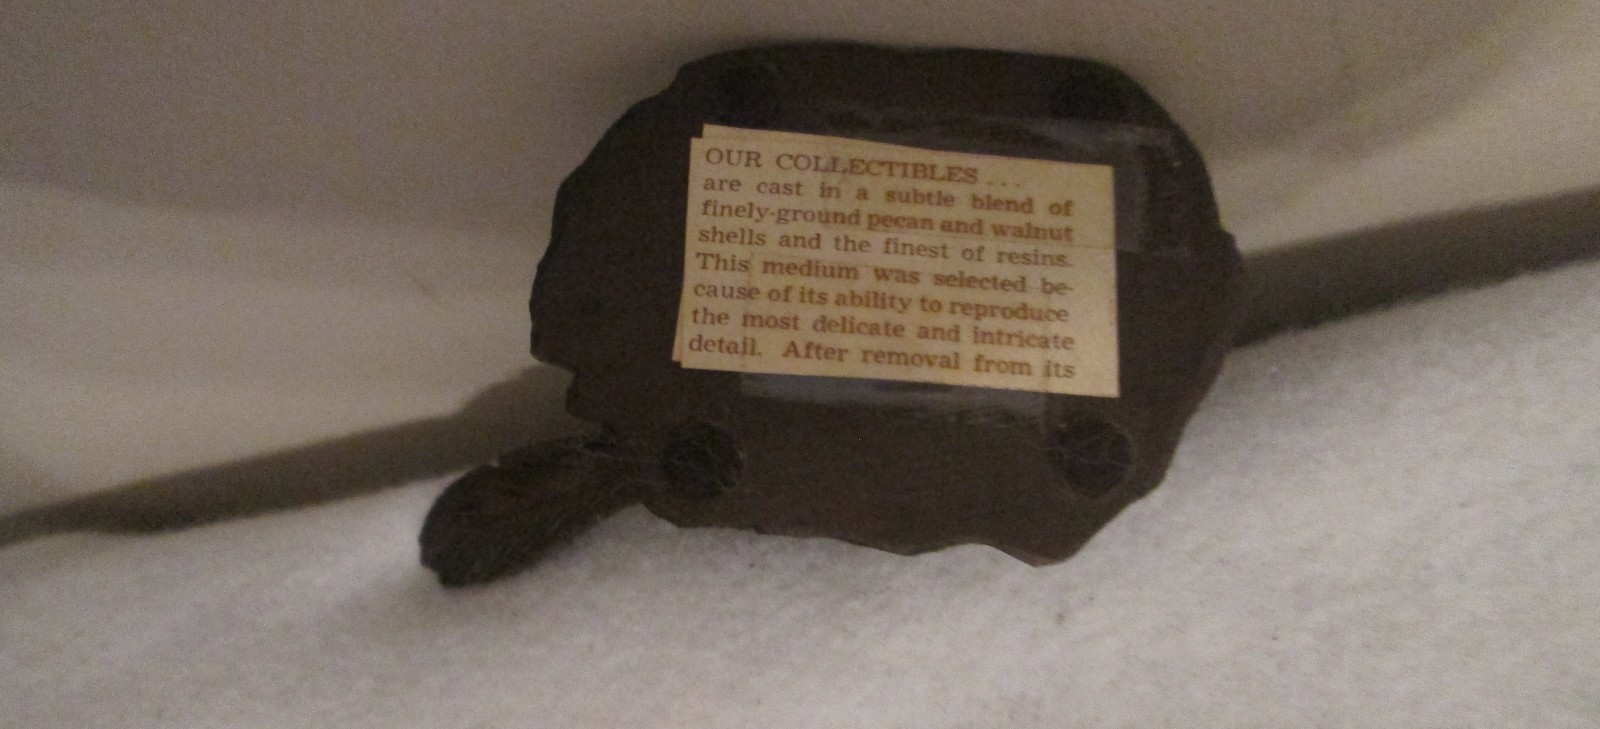 OUR COLLECTIBLES...
are cast in a subtle blend of
finely-ground pecan and walnut
shells and the finest of resins.
This medium was selected be-
cause of its ability to reproduce
the most delicate and intricate
detail. After removal from its